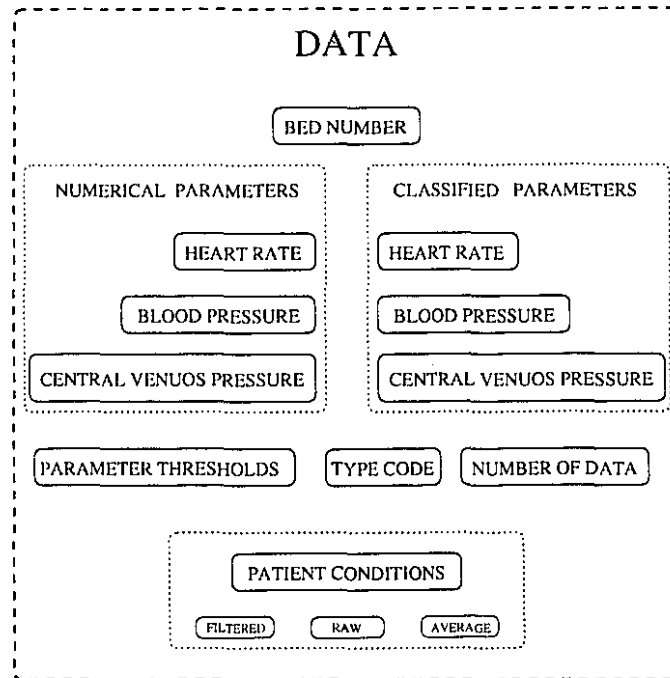 DATA
BED NUMBER
NUMERICAL PARAMETERS
HEART RATE
BLOOD PRESSURE
CENTRAL VENUOS PRESSURE
CLASSIFIED PARAMETERS
HEART RATE
BLOOD PRESSURE
CENTRAL VENUOS PRESSURE
PARAMETER THRESHOLDS
TYPE CODE
NUMBER OF DATA
PATIENT CONDITIONS
FILTERED
RAW
AVERAGE